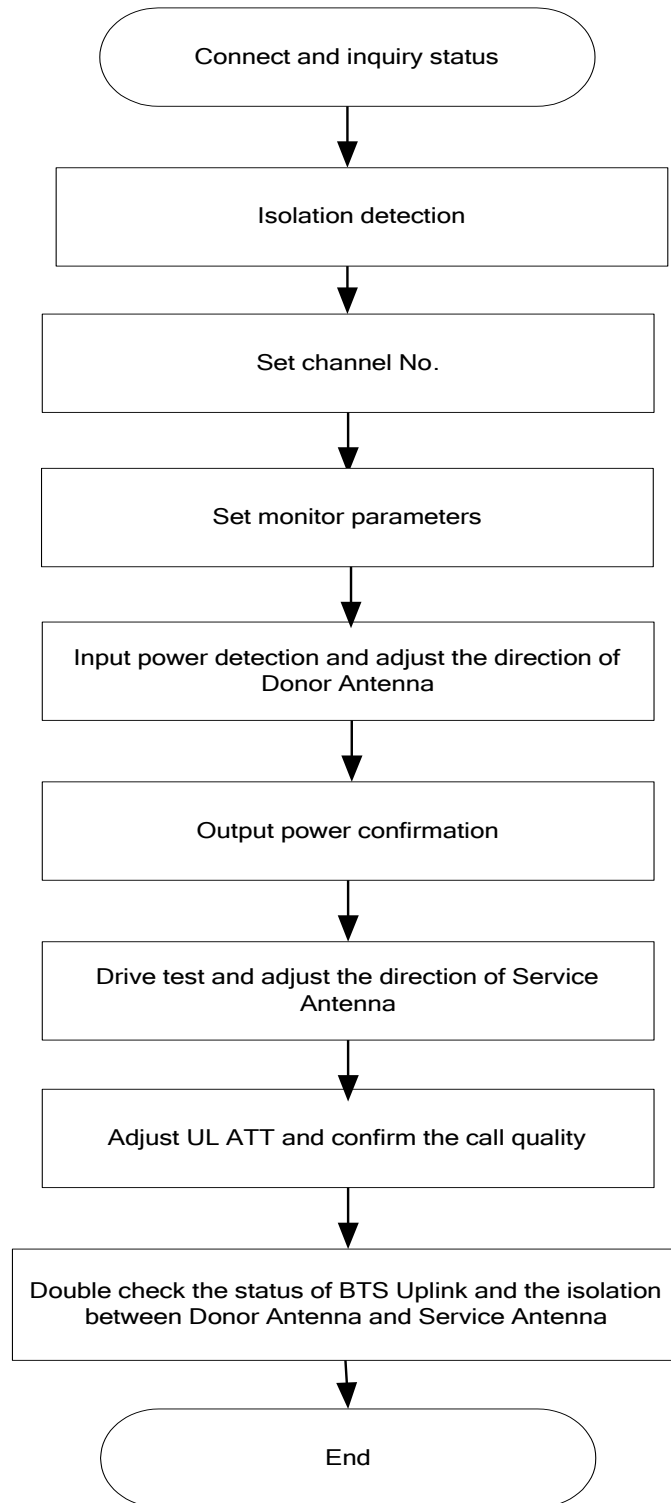 Connect and inquiry status
Isolation detection
Set channel No.
Set monitor parameters
Input power detection and adjust the direction of
Donor Antenna
Output power confirmation
Drive test and adjust the direction of Service
Antenna
Adjust UL ATT and confirm the call quality
Double check the status of BTS Uplink and the isolation
between Donor Antenna and Service Antenna
End